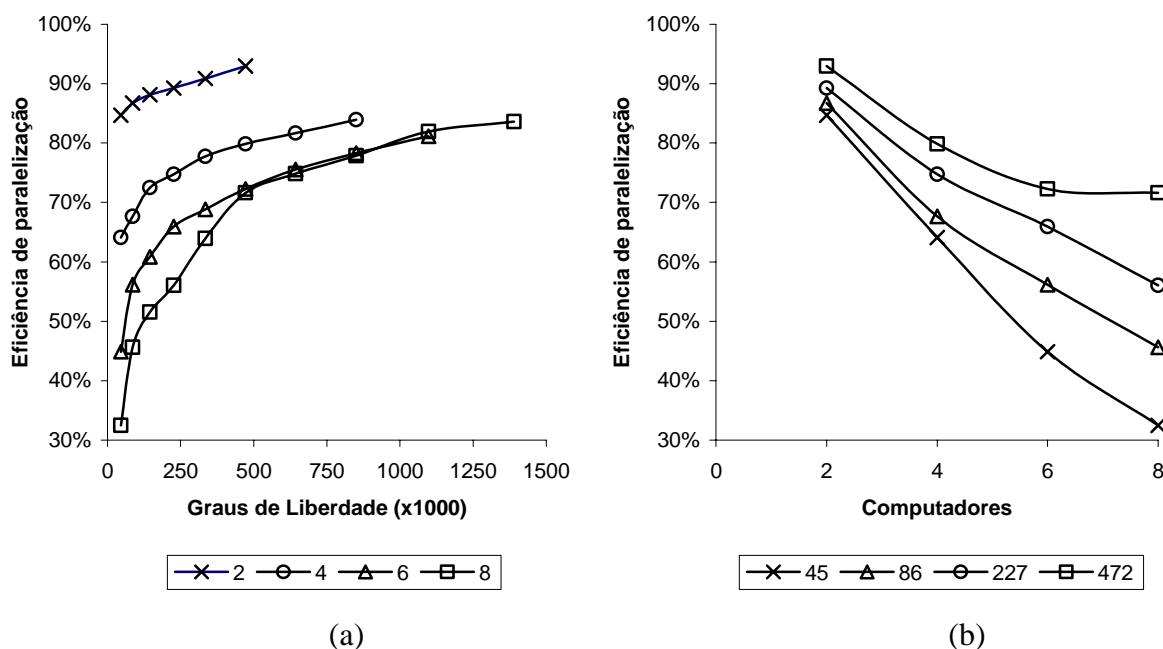 100%
90%
80%
70%
60%
50%
40%
30%
Eficiência de paralelização
0 250 500 750 1000 1250 1500
Graus de Liberdade (x1000)
2 4 6 8
(a)
100%
90%
80%
70%
60%
50%
40%
30%
Eficiência de paralelização
0 2 4 6 8
Computadores
45 86 227 472
(b)